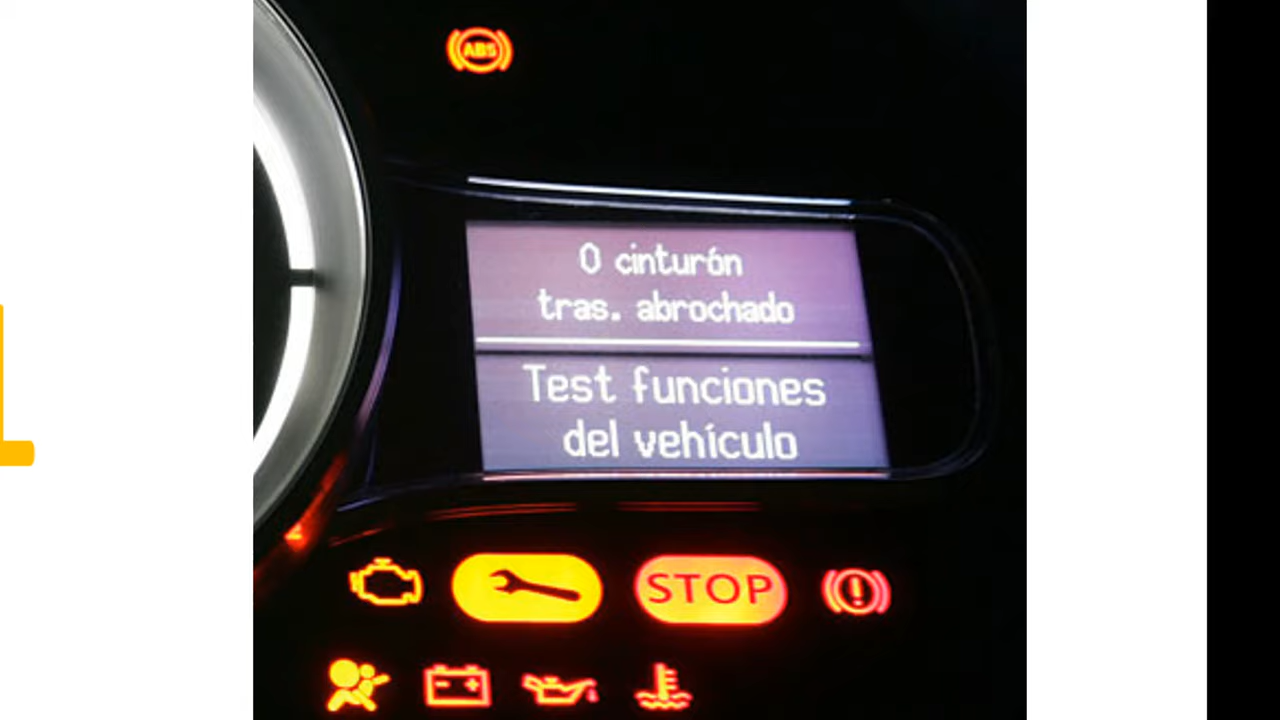 ABS
0 cinturón
tras. abrochado
Test funciones
del vehículo
STOP